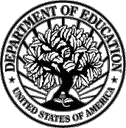 DEPARTMENT OF EDUCATION
UNITED STATES OF AMERICA